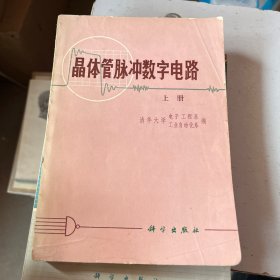 晶体管脉冲数字电路
上册
清华大学 电子工程系
工业自动化系 编
科学出版社